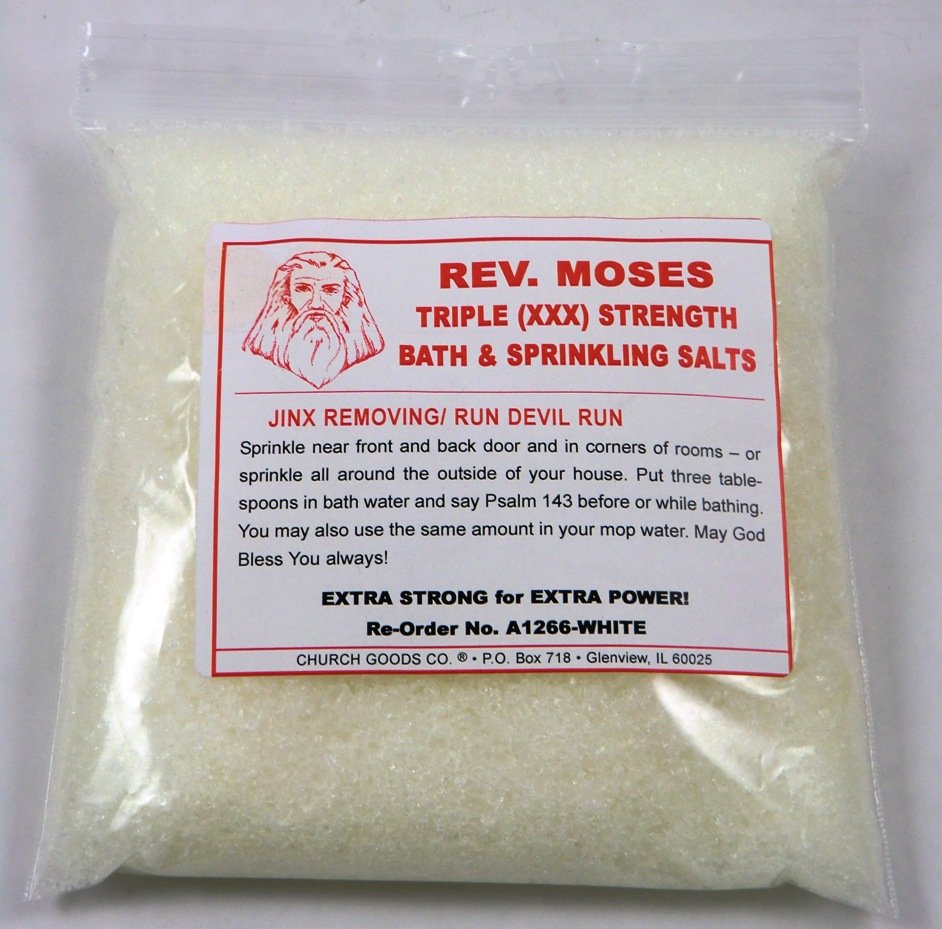 REV. MOSES
TRIPLE (XXX) STRENGTH
BATH & SPRINKLING SALTS
JINX REMOVING/ RUN DEVIL RUN
Sprinkle near front and back door and in corners of rooms – or
sprinkle all around the outside of your house. Put three table-
spoons in bath water and say Psalm 143 before or while bathing.
You may also use the same amount in your mop water. May God
Bless You always!
EXTRA STRONG for EXTRA POWER!
Re-Order No. A1266-WHITE
CHURCH GOODS CO. ® • P.O. Box 718 • Glenview, IL 60025